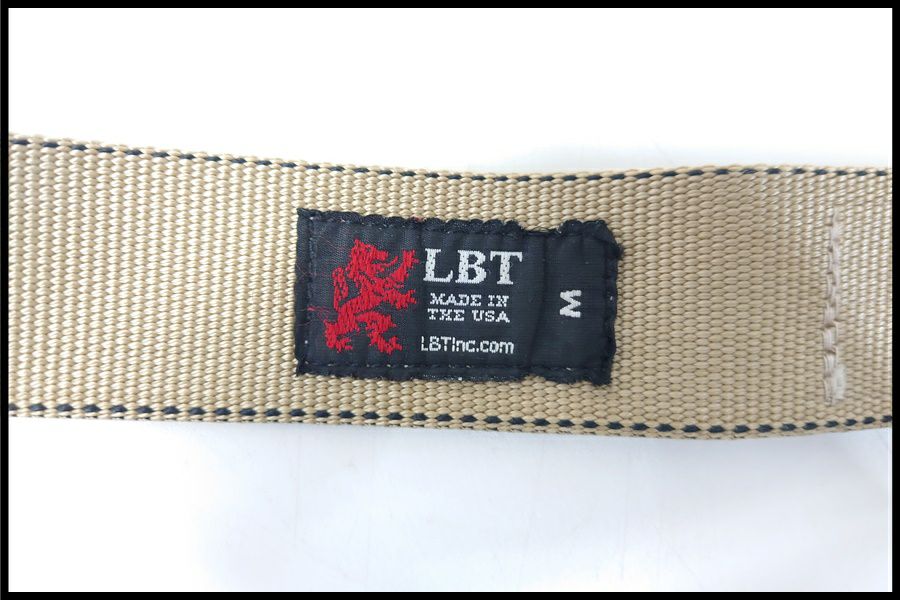 LBT
MADE IN
THE USA
LBTInc.com
M